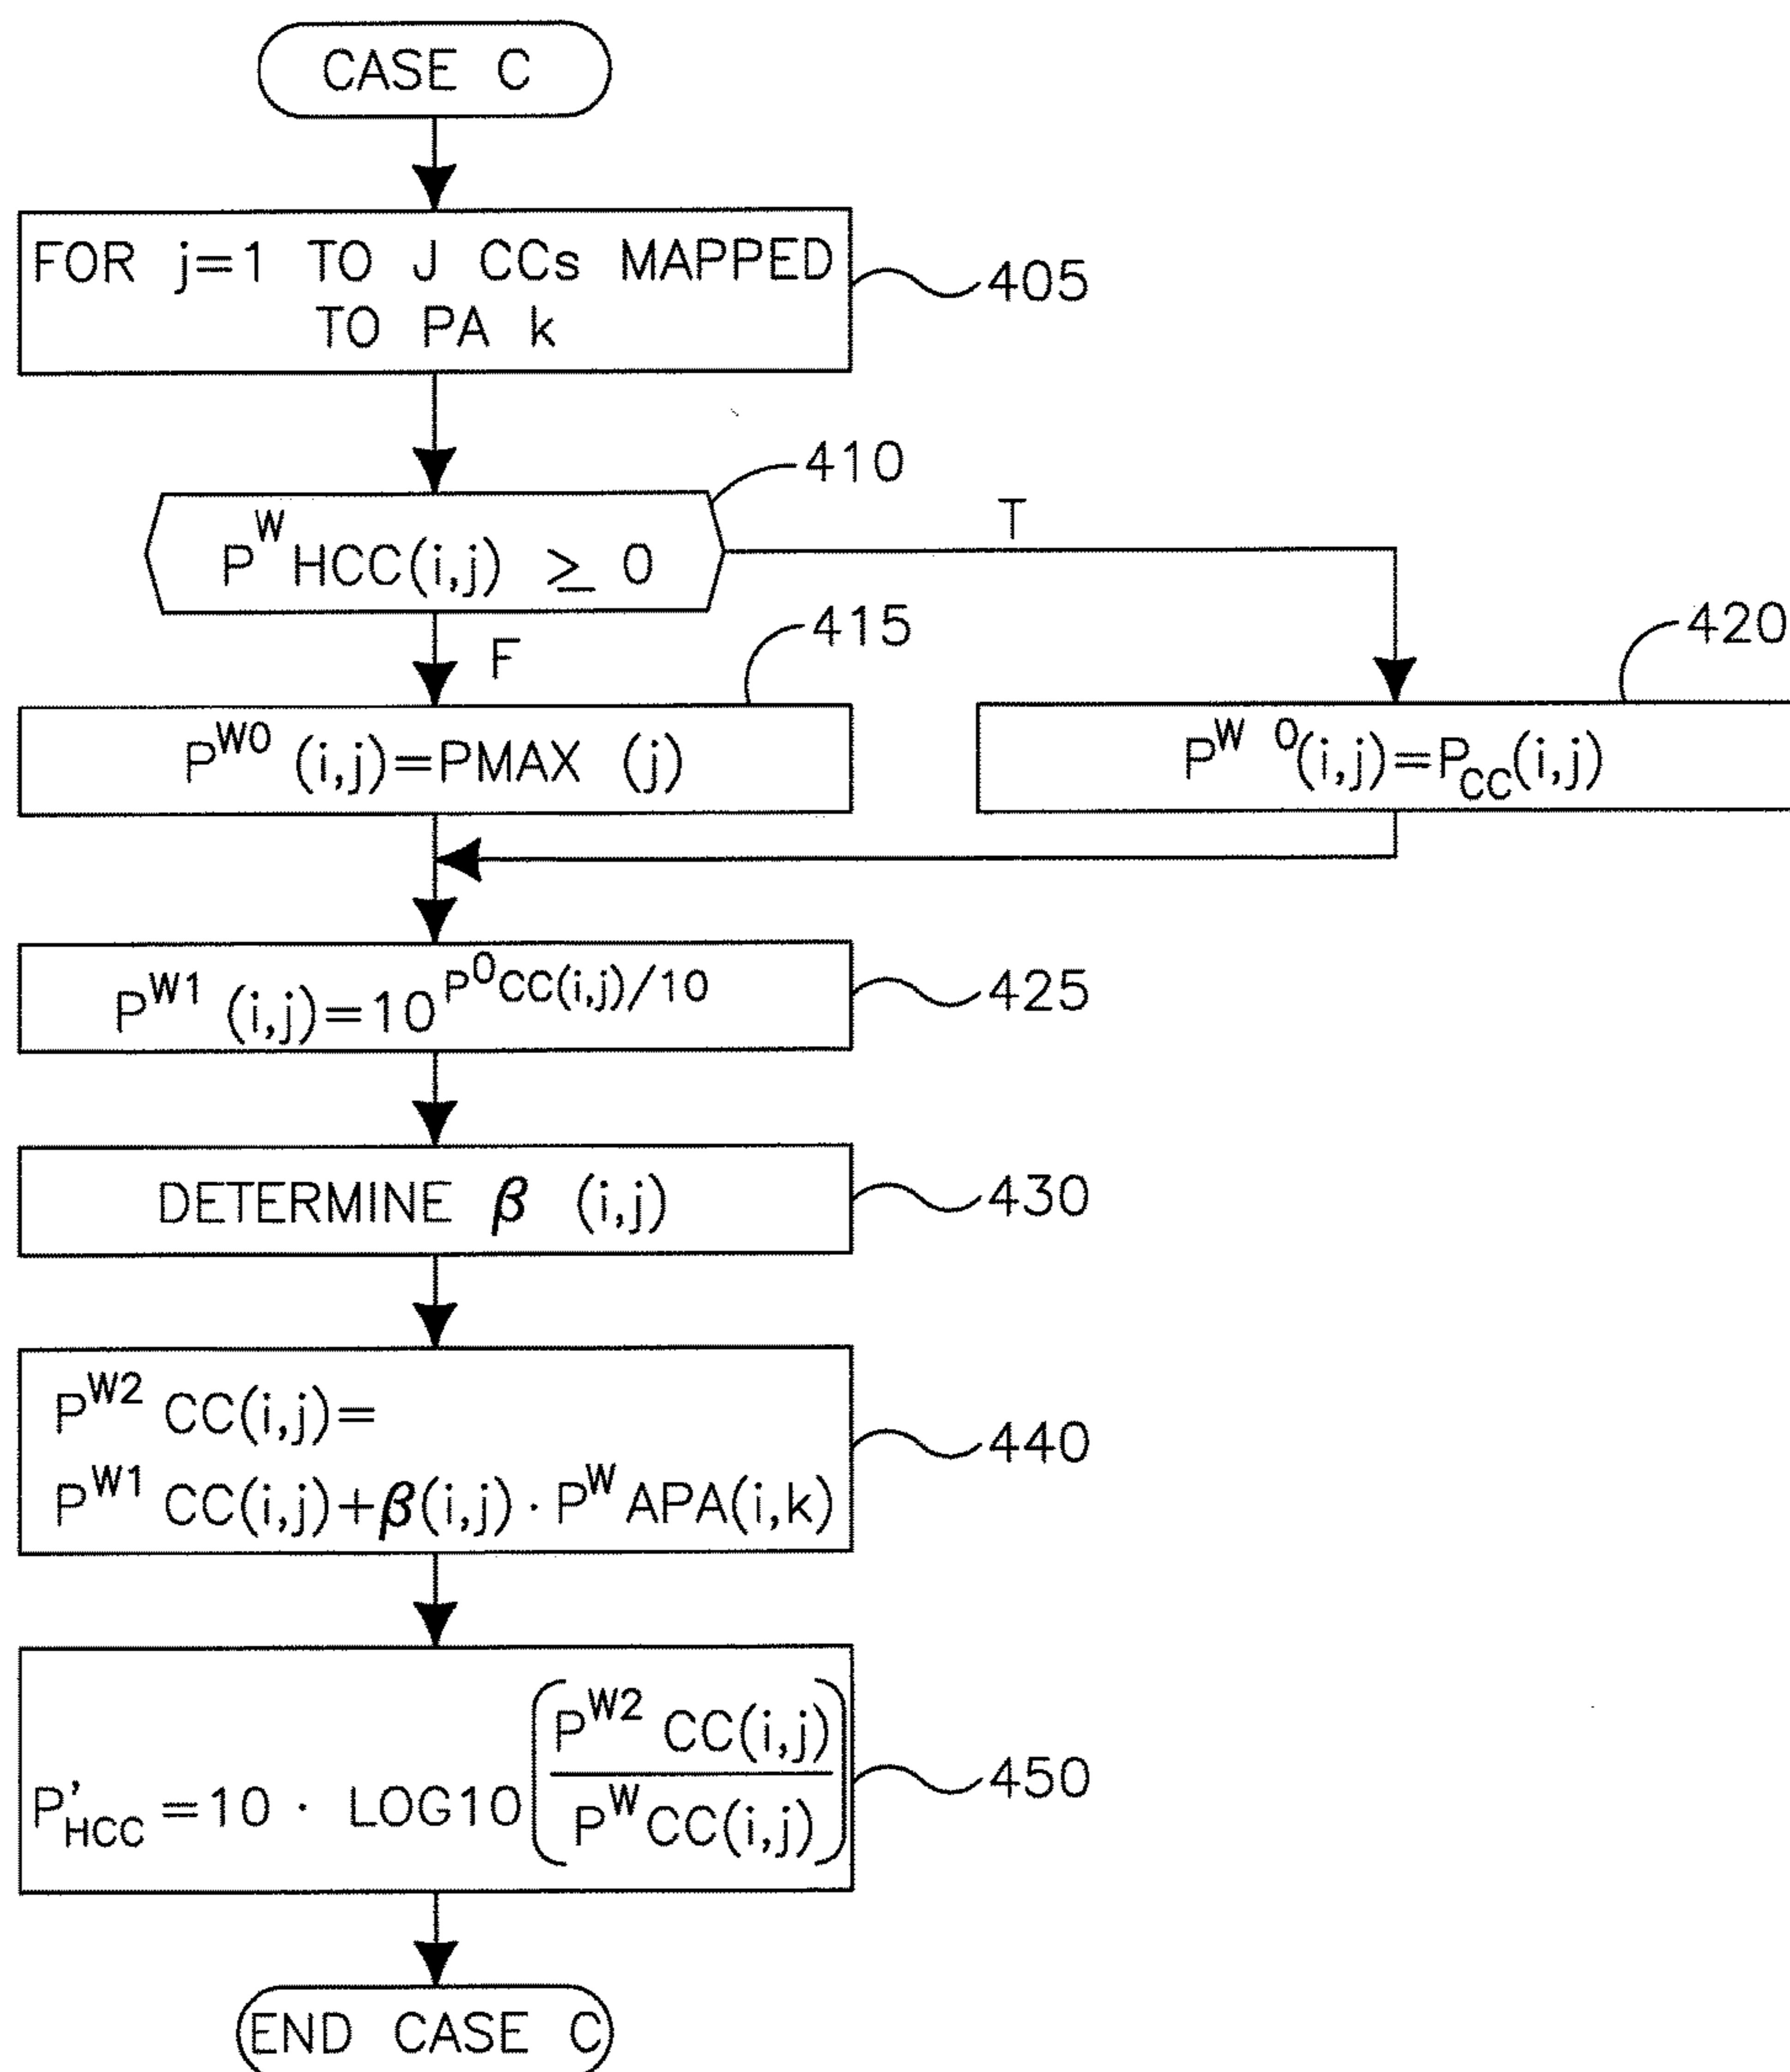 CASE C
FOR j=1 TO J CCs MAPPED
TO PA k
405
410
P^W HCC(i,j) ≥ 0
T
F
415
420
P^W0 (i,j)=PMAX (j)
P^W 0(i,j)=P_CC(i,j)
P^W1 (i,j)=10^P^0CC(i,j)/10
425
DETERMINE β (i,j)
430
P^W2 CC(i,j)=
P^W1 CC(i,j)+β(i,j) · P^W APA(i,k)
440
P'_HCC =10 · LOG10(P^W2 CC(i,j) / P^W CC(i,j))
450
END CASE C